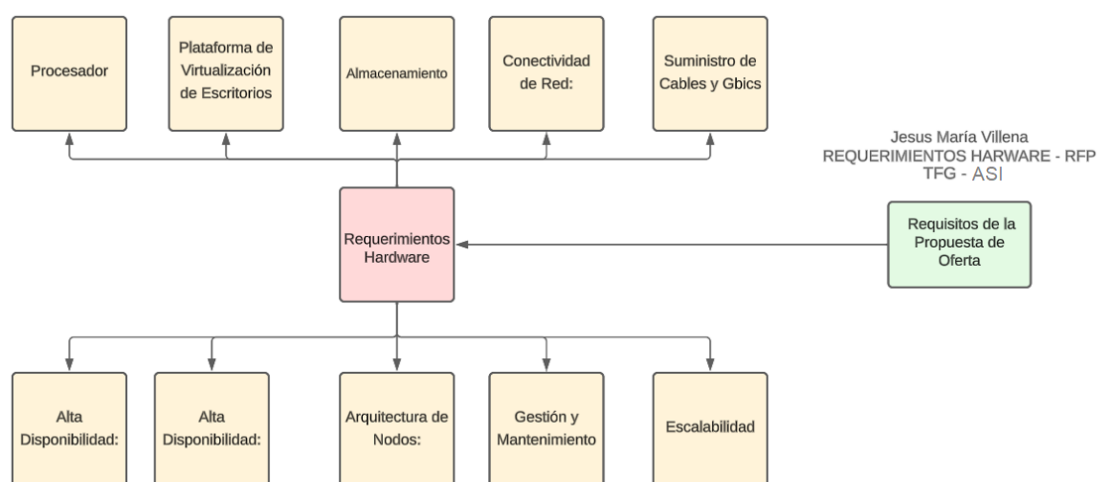 Procesador
Plataforma de
Virtualización
de Escritorios
Almacenamiento
Conectividad
de Red:
Suministro de
Cables y Gbics
Jesus María Villena
REQUERIMIENTOS HARWARE - RFP
TFG - ASI
Requerimientos
Hardware
Requisitos de la
Propuesta de
Oferta
Alta
Disponibilidad:
Alta
Disponibilidad:
Arquitectura de
Nodos:
Gestión y
Mantenimiento
Escalabilidad